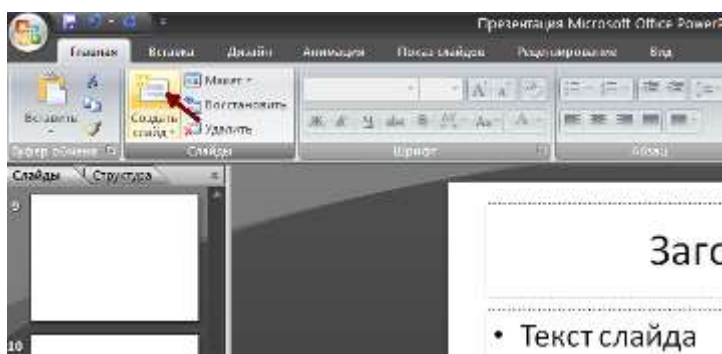 Презентация Microsoft Office PowerP
Главная Вставка Дизайн Анимация Показ слайдов Рецензирование Вид
Вставить
Создать слайд
Макет
Восстановить
Удалить
Буфер обмена Слайды Шрифт Абзац
Слайды Структура
9
Заго
• Текст слайда
10